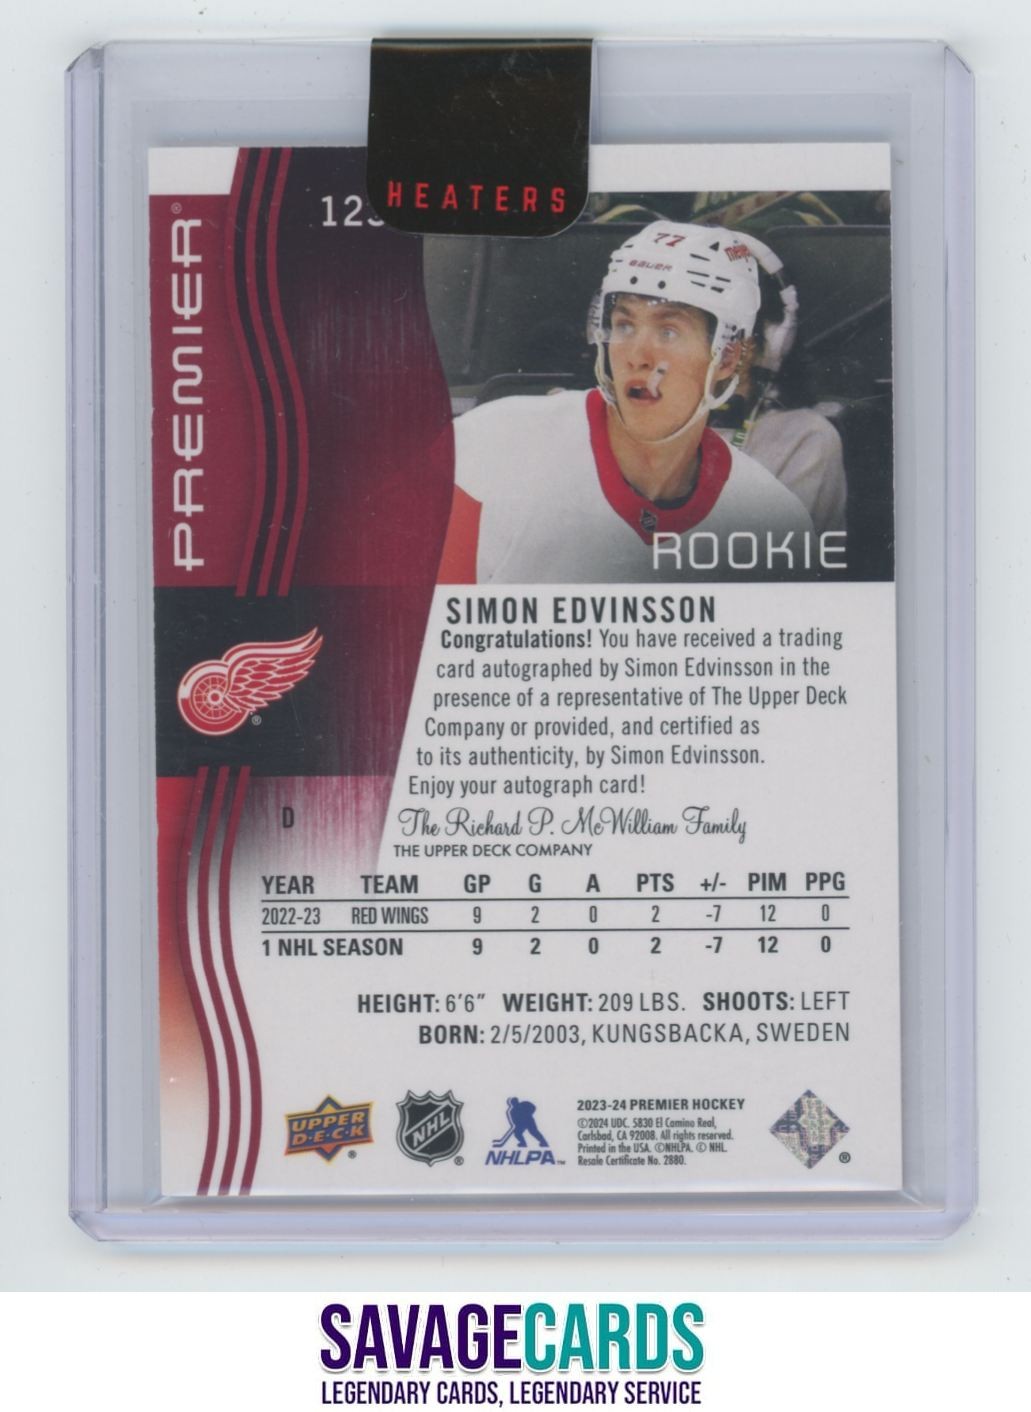 HEATERS
PREMIER®
77
meijer
BAUER
ROOKIE
SIMON EDVINSSON
Congratulations! You have received a trading
card autographed by Simon Edvinsson in the
presence of a representative of The Upper Deck
Company or provided, and certified as
to its authenticity, by Simon Edvinsson.
Enjoy your autograph card!
The Richard P. McWilliam Family
THE UPPER DECK COMPANY
®
D
YEAR TEAM GP G A PTS +/- PIM PPG
2022-23 RED WINGS 9 2 0 2 -7 12 0
1 NHL SEASON 9 2 0 2 -7 12 0
HEIGHT: 6'6" WEIGHT: 209 LBS. SHOOTS: LEFT
BORN: 2/5/2003, KUNGSBACKA, SWEDEN
UPPER
D·E·C·K
®
NHL
®
NHLPA™
2023-24 PREMIER HOCKEY
©2024 UDC. 5830 El Camino Real,
Carlsbad, CA 92008. All rights reserved.
Printed in the USA. ©NHLPA. © NHL.
Resale Certificate No. 2880.
®
SAVAGECARDS
LEGENDARY CARDS, LEGENDARY SERVICE